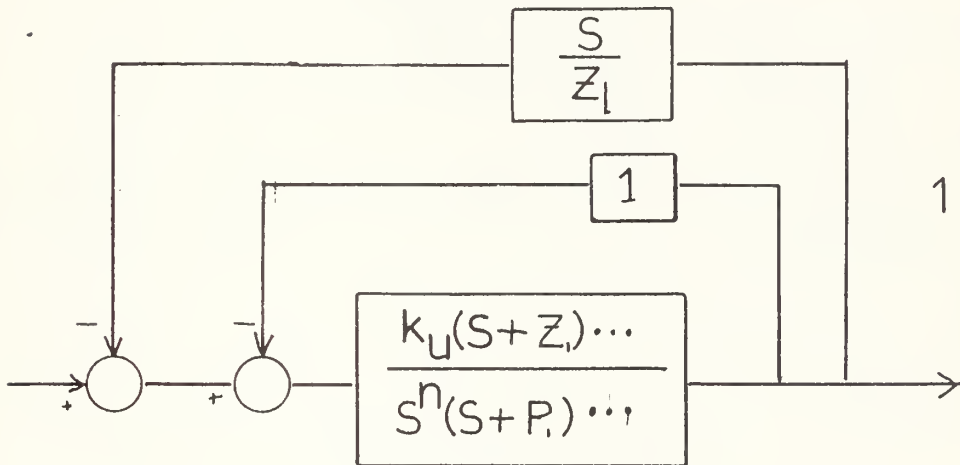 S
Z1
1
1
− −
+ +
Ku(S+Z1)...
S^n(S+P1)...